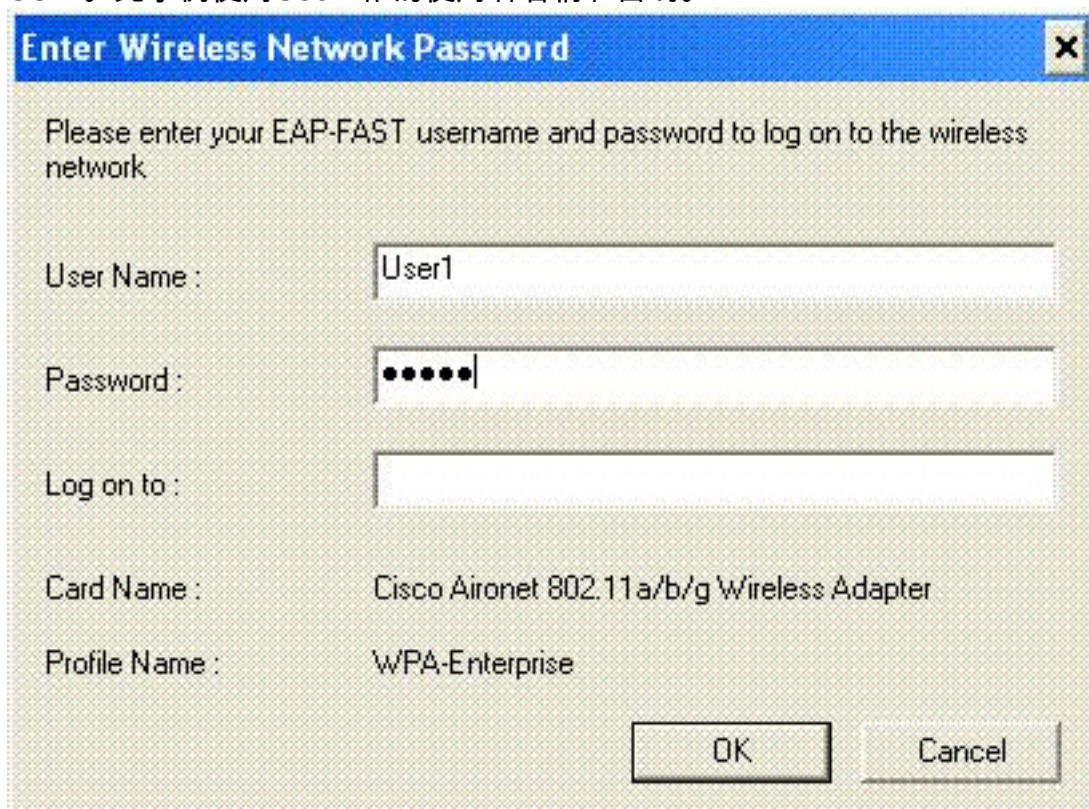 Enter Wireless Network Password
Please enter your EAP-FAST username and password to log on to the wireless
network
User Name :
User1
Password :
●●●●●
Log on to :
Card Name :
Cisco Aironet 802.11a/b/g Wireless Adapter
Profile Name :
WPA-Enterprise
OK
Cancel